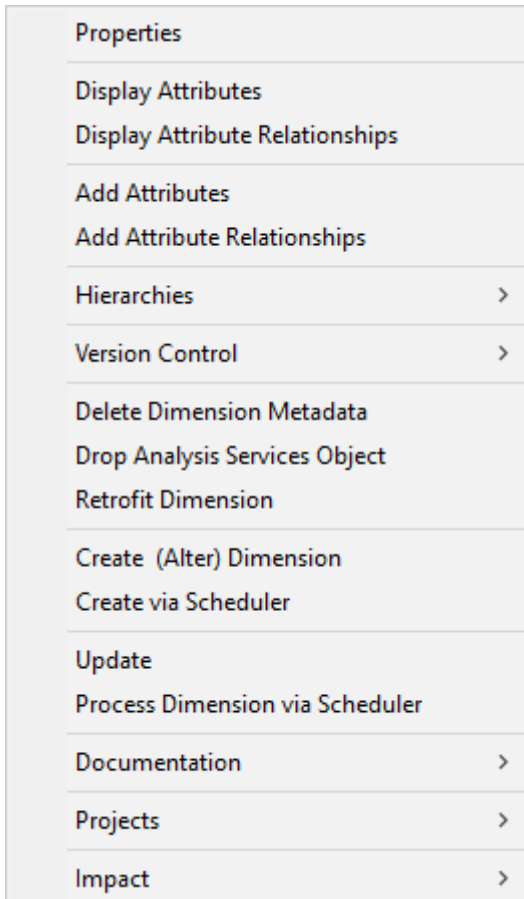 Properties
Display Attributes
Display Attribute Relationships
Add Attributes
Add Attribute Relationships
Hierarchies
Version Control
Delete Dimension Metadata
Drop Analysis Services Object
Retrofit Dimension
Create  (Alter) Dimension
Create via Scheduler
Update
Process Dimension via Scheduler
Documentation
Projects
Impact